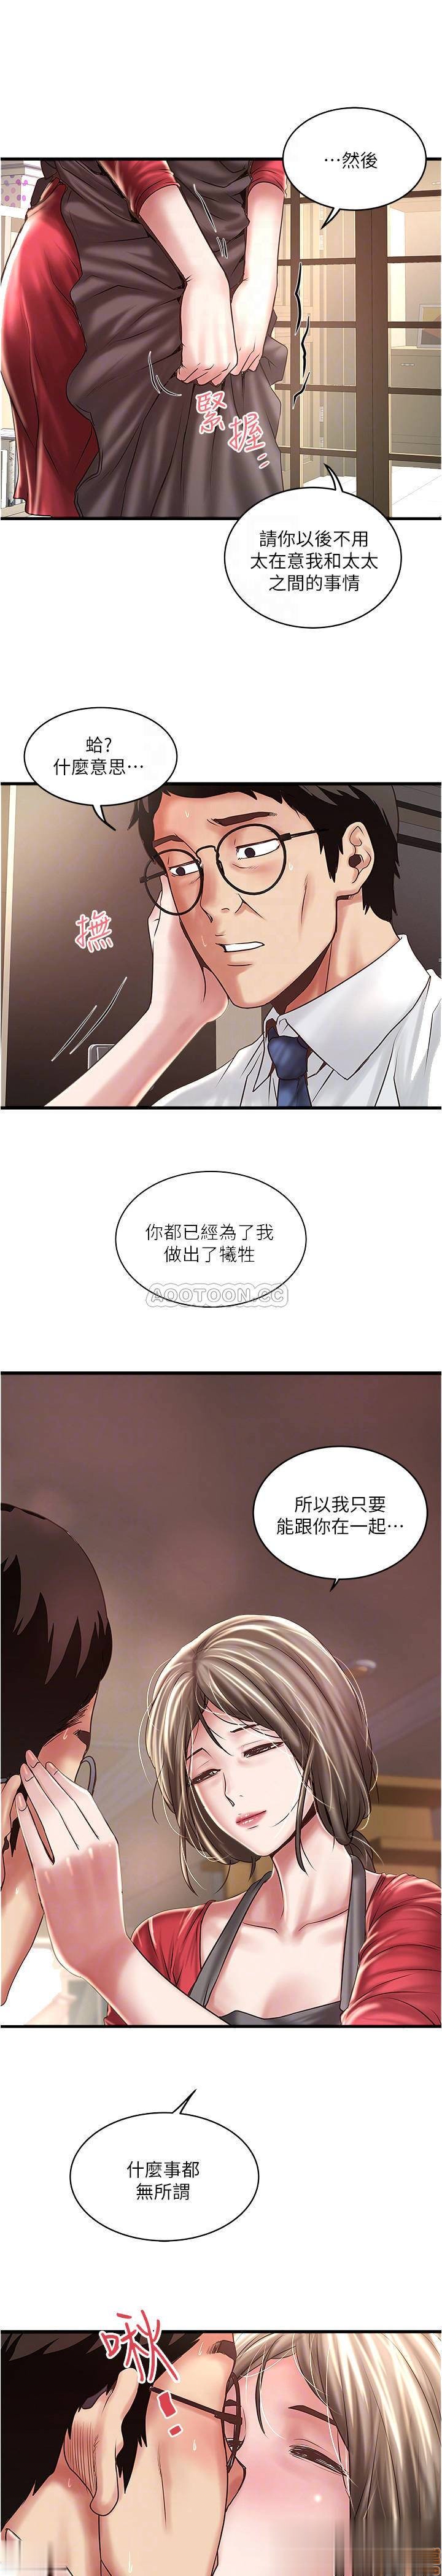 …然後
緊握…
請你以後不用
太在意我和太太
之間的事情
蛤?
什麼意思…
撫
你都已經為了我
做出了犧牲
AOOTOON.CC
所以我只要
能跟你在一起…
什麼事都
無所謂
啾!